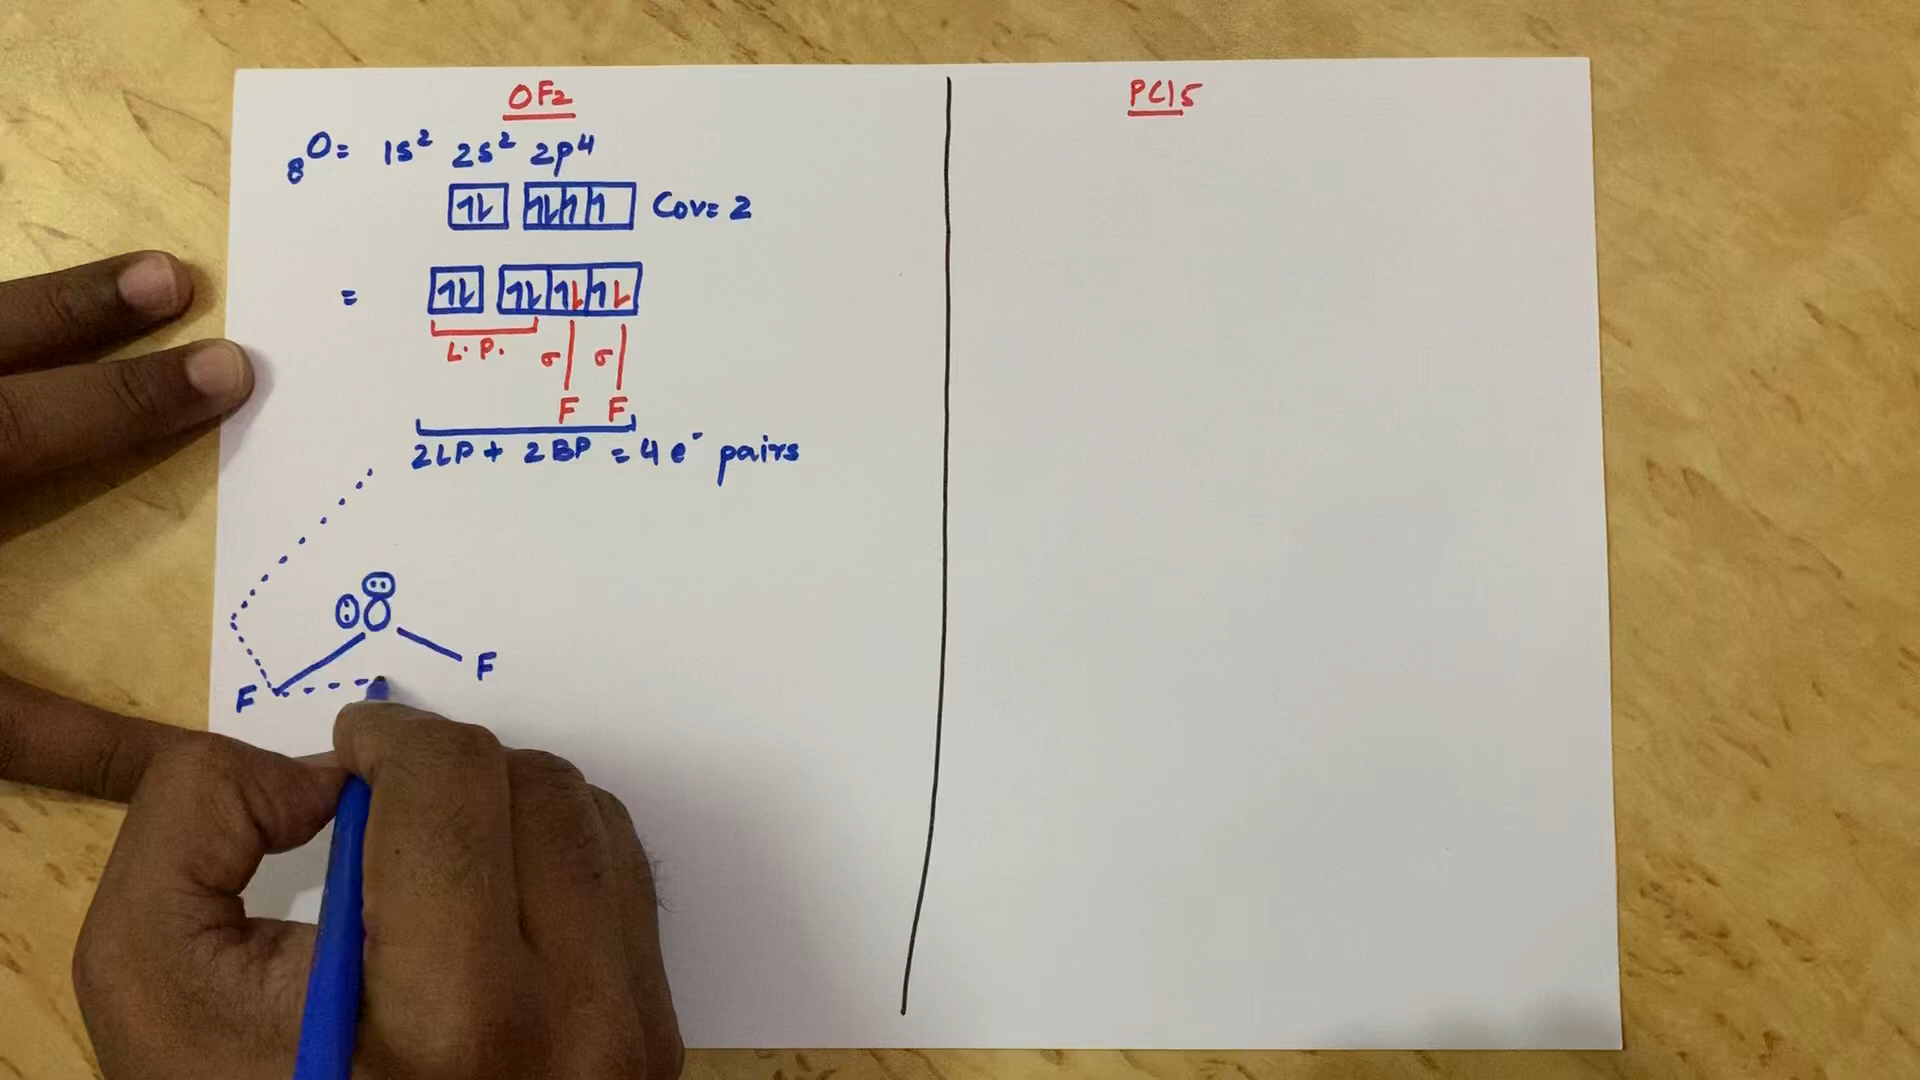 OF2
8O= 1s² 2s² 2p⁴
↿⇂ ↿⇂ ↿ ↿ Cov= 2
= ↿⇂ ↿⇂ ↿⇂ ↿⇂
L.P. σ σ
F F
2LP + 2BP = 4 e⁻ pairs
O
F F
PCl5